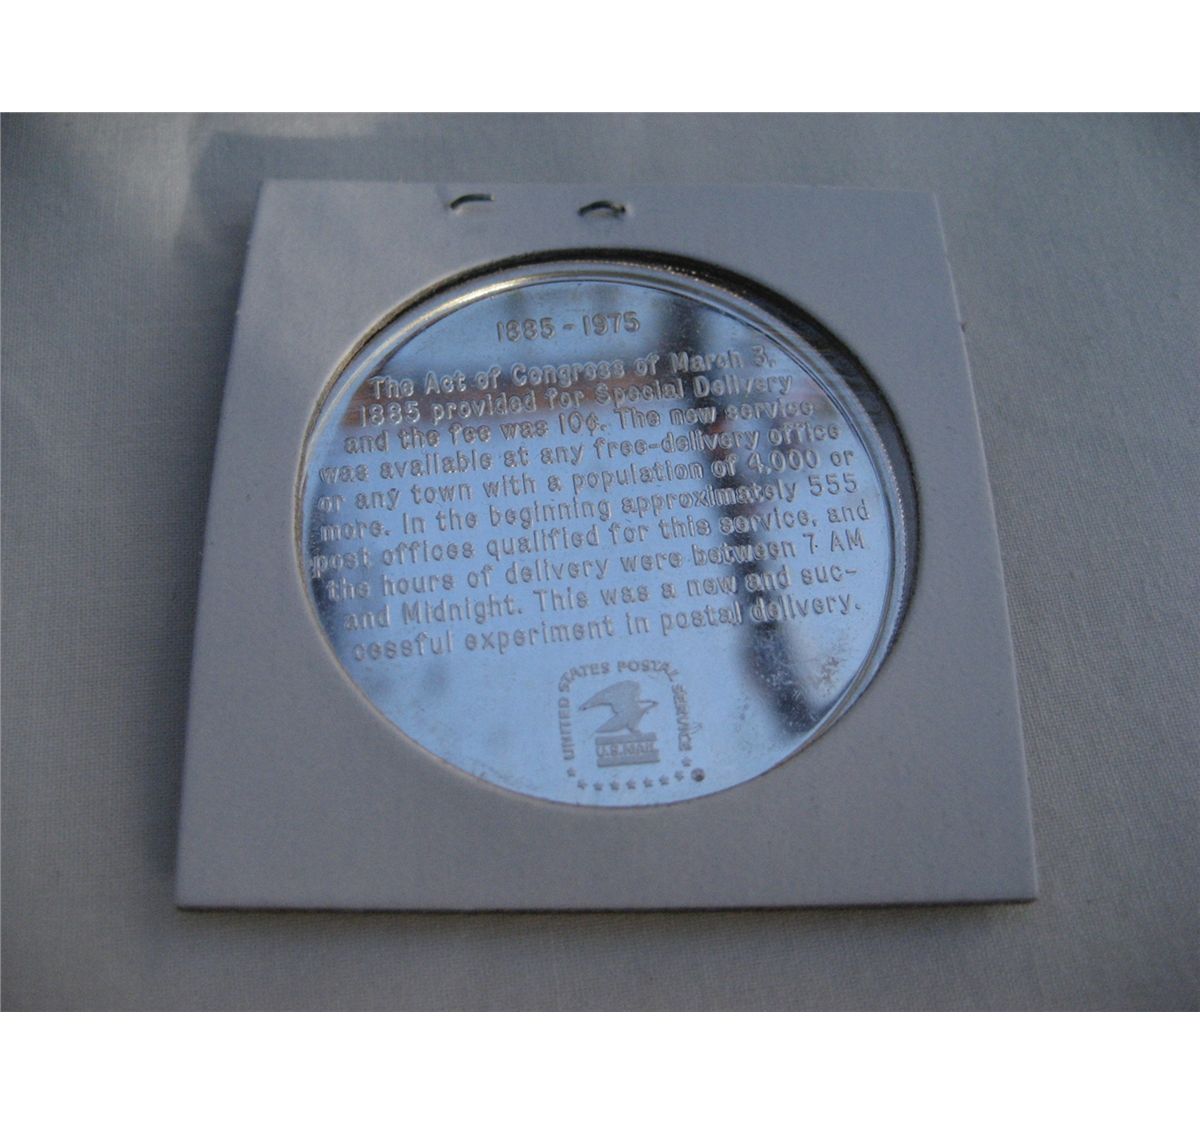 1885 - 1975
The Act of Congress of March 3,
1885 provided for Special Delivery
and the fee was 10¢. The new service
was available at any free-delivery office
or any town with a population of 4,000 or
more. In the beginning approximately 555
post offices qualified for this service, and
the hours of delivery were between 7 AM
and Midnight. This was a new and suc-
cessful experiment in postal delivery.
UNITED STATES POSTAL SERVICE
U.S. MAIL